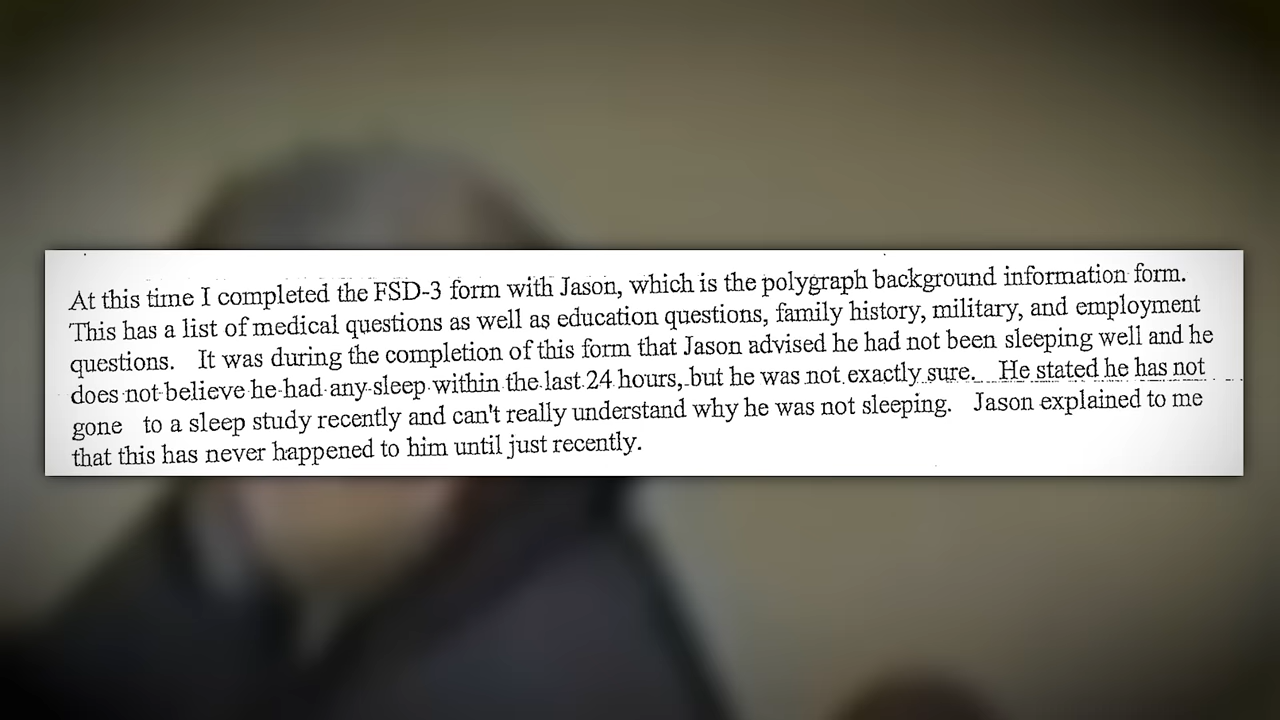 At this time I completed the FSD-3 form with Jason, which is the polygraph background information form.
This has a list of medical questions as well as education questions, family history, military, and employment
questions. It was during the completion of this form that Jason advised he had not been sleeping well and he
does not believe he had any sleep within the last 24 hours, but he was not exactly sure. He stated he has not
gone to a sleep study recently and can't really understand why he was not sleeping. Jason explained to me
that this has never happened to him until just recently.